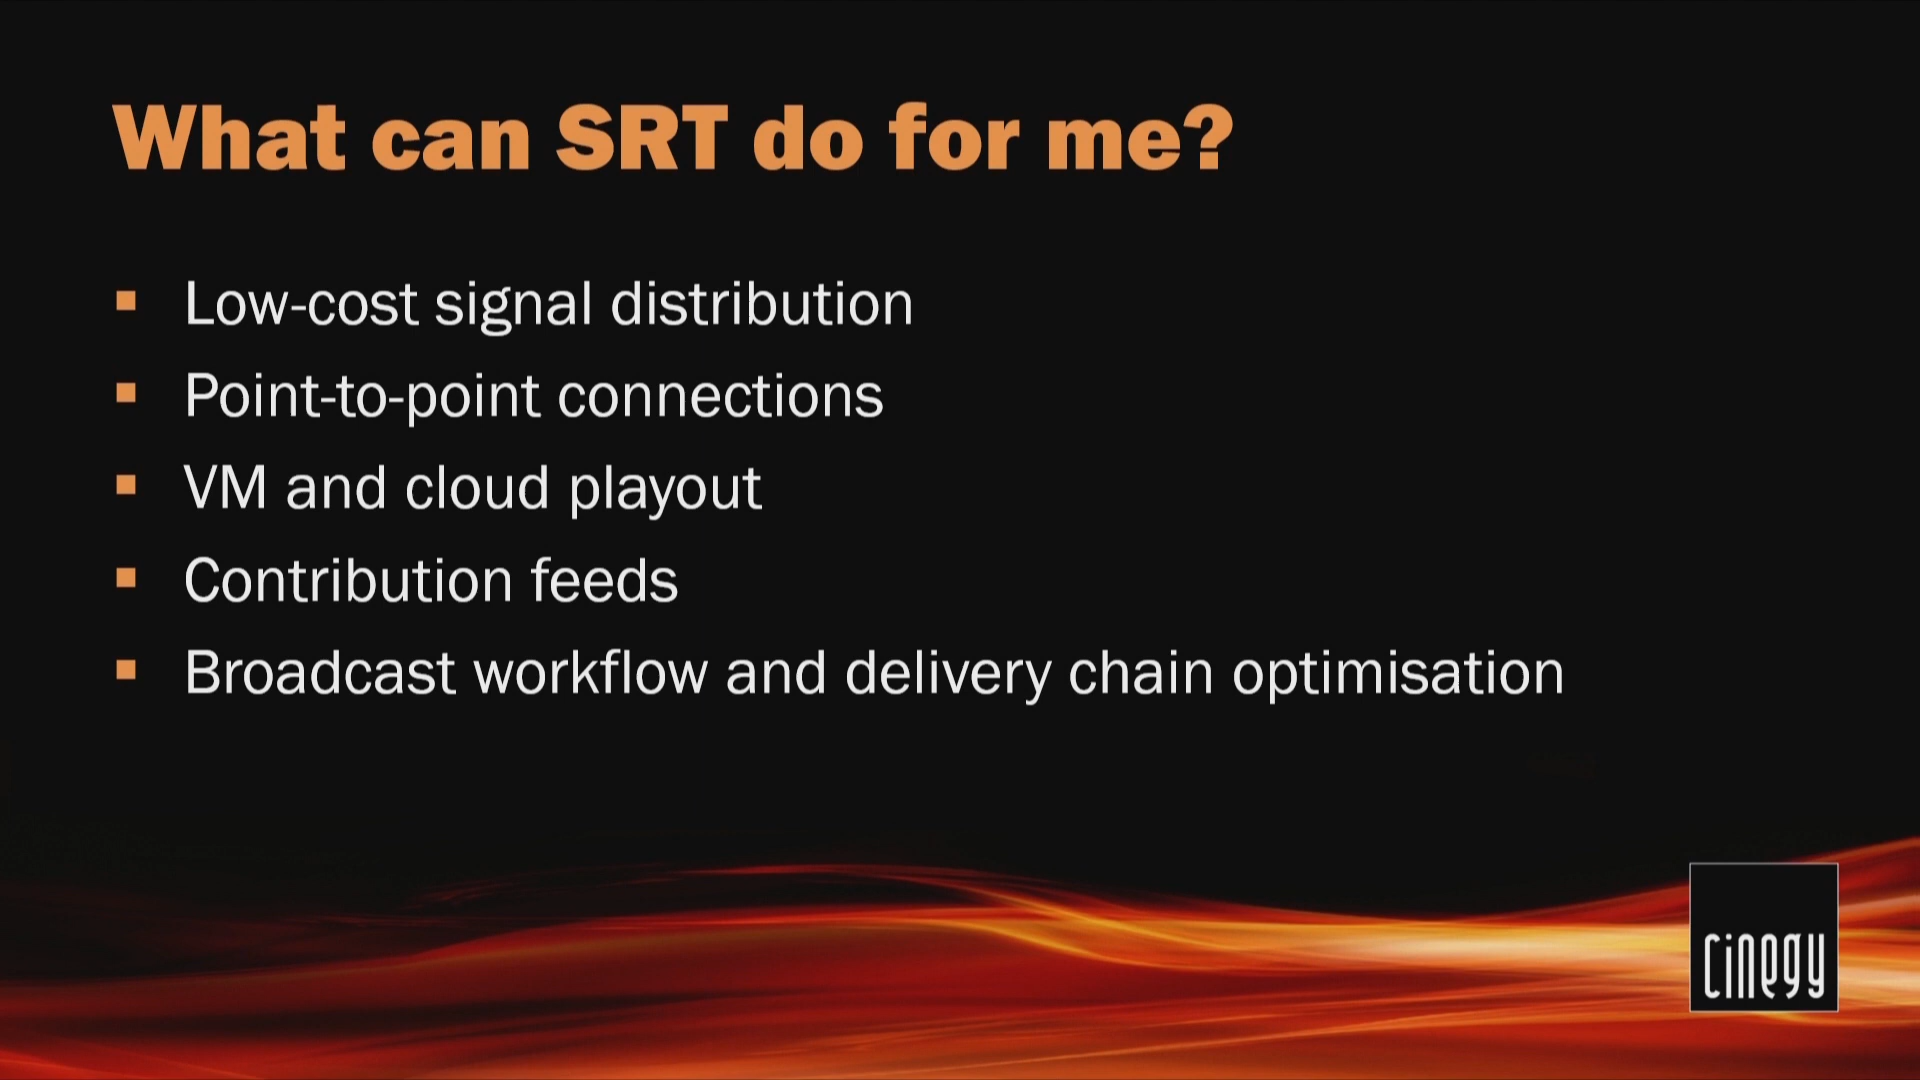 What can SRT do for me?
Low-cost signal distribution
Point-to-point connections
VM and cloud playout
Contribution feeds
Broadcast workflow and delivery chain optimisation
cinegy